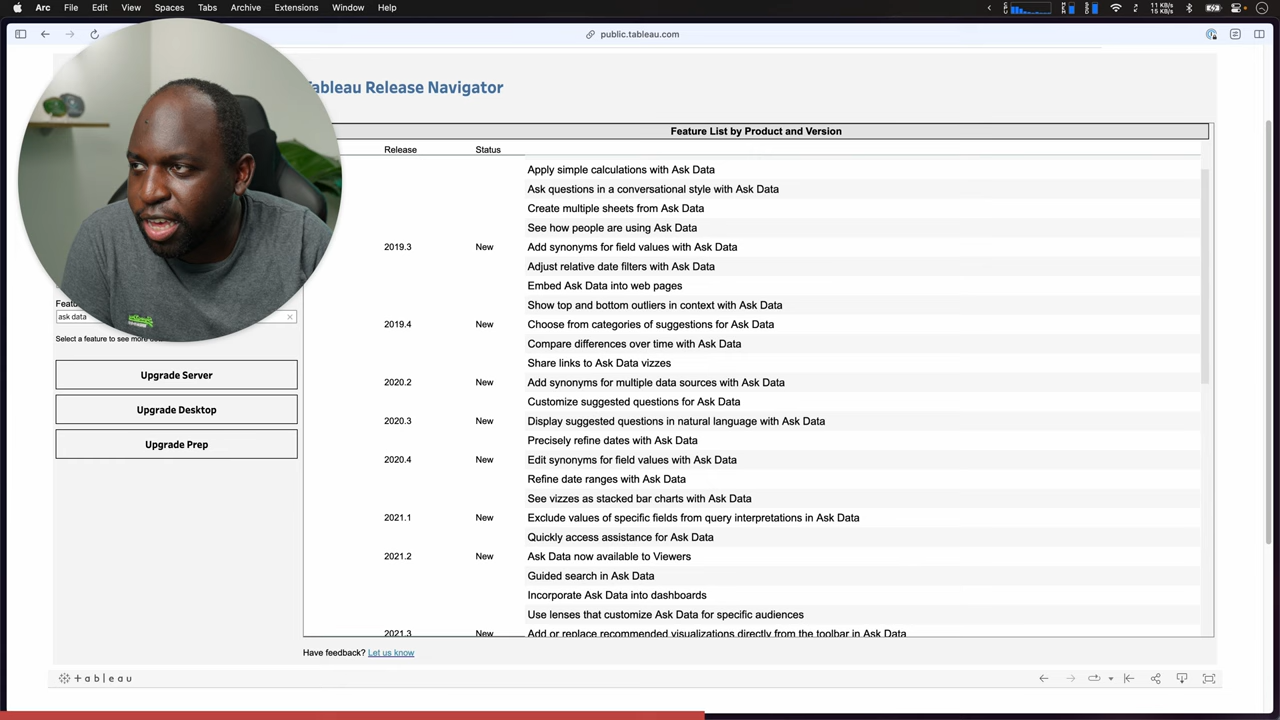 Arc File Edit View Spaces Tabs Archive Extensions Window Help
11 KB/s
15 KB/s
public.tableau.com
Tableau Release Navigator
Feature List by Product and Version
Release Status
Apply simple calculations with Ask Data
Ask questions in a conversational style with Ask Data
Create multiple sheets from Ask Data
See how people are using Ask Data
2019.3 New Add synonyms for field values with Ask Data
Adjust relative date filters with Ask Data
Embed Ask Data into web pages
Show top and bottom outliers in context with Ask Data
2019.4 New Choose from categories of suggestions for Ask Data
Compare differences over time with Ask Data
Share links to Ask Data vizzes
2020.2 New Add synonyms for multiple data sources with Ask Data
Customize suggested questions for Ask Data
2020.3 New Display suggested questions in natural language with Ask Data
Precisely refine dates with Ask Data
2020.4 New Edit synonyms for field values with Ask Data
Refine date ranges with Ask Data
See vizzes as stacked bar charts with Ask Data
2021.1 New Exclude values of specific fields from query interpretations in Ask Data
Quickly access assistance for Ask Data
2021.2 New Ask Data now available to Viewers
Guided search in Ask Data
Incorporate Ask Data into dashboards
Use lenses that customize Ask Data for specific audiences
2021.3 New Add or replace recommended visualizations directly from the toolbar in Ask Data
ask data
Select a feature to see more
Upgrade Server
Upgrade Desktop
Upgrade Prep
Have feedback? Let us know
+ a b | e a u